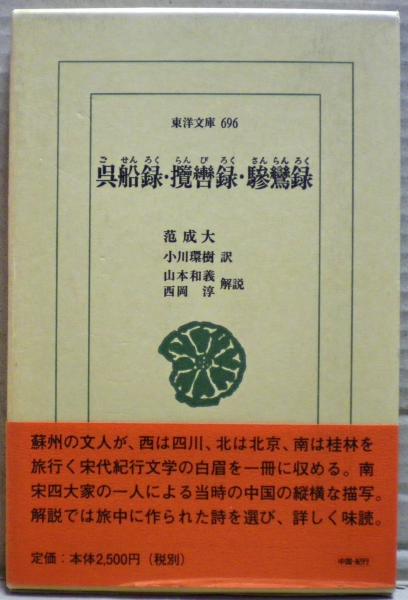 東洋文庫 696
ご せん ろく らん び ろく さん らん ろく
呉船録・攬轡録・驂鸞録
范成大
小川環樹 訳
山本和義
西岡 淳
解説
蘇州の文人が、西は四川、北は北京、南は桂林を
旅行く宋代紀行文学の白眉を一冊に収める。南
宋四大家の一人による当時の中国の縦横な描写。
解説では旅中に作られた詩を選び、詳しく味読。
定価：本体2,500円（税別）
中国・紀行